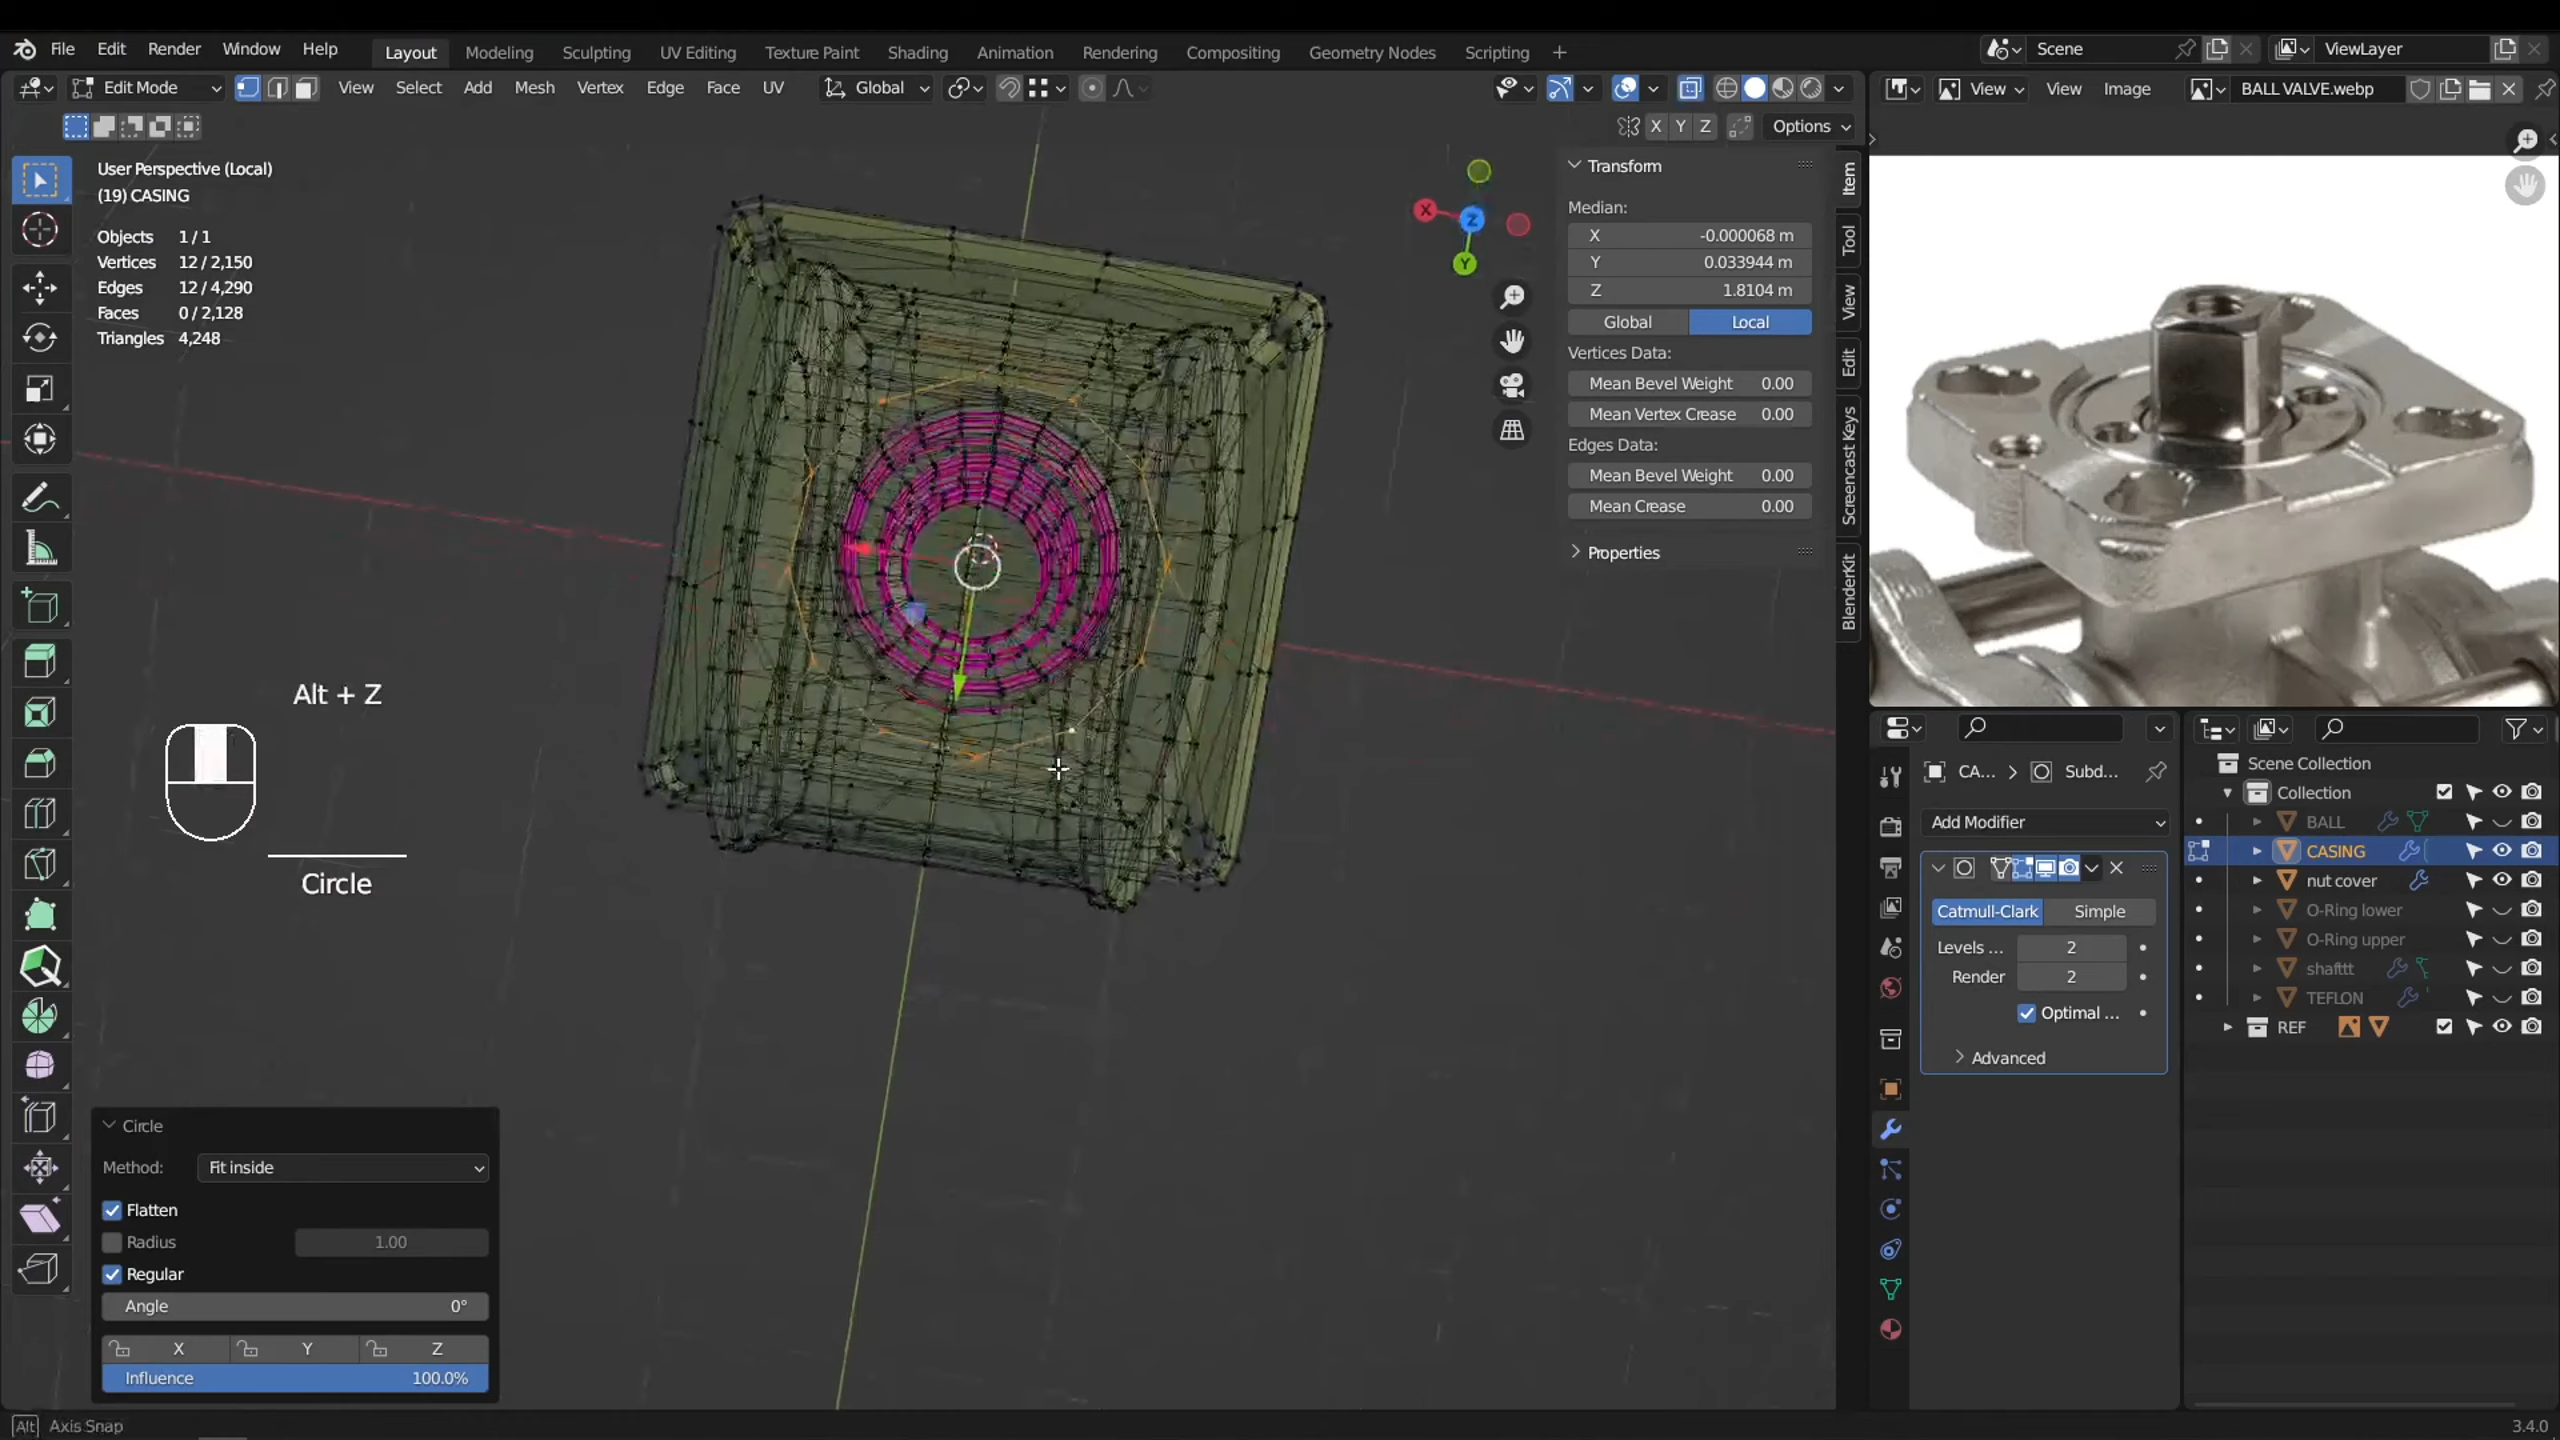 File Edit Render Window Help Layout Modeling Sculpting UV Editing Texture Paint Shading Animation Rendering Compositing Geometry Nodes Scripting + Scene ViewLayer
Edit Mode View Select Add Mesh Vertex Edge Face UV Global View View Image BALL VALVE.webp
X Y Z Options
User Perspective (Local)
(19) CASING
Objects 1 / 1
Vertices 12 / 2,150
Edges 12 / 4,290
Faces 0 / 2,128
Triangles 4,248
X
Z
Y
Transform
Median:
X -0.000068 m
Y 0.033944 m
Z 1.8104 m
Global Local
Vertices Data:
Mean Bevel Weight 0.00
Mean Vertex Crease 0.00
Edges Data:
Mean Bevel Weight 0.00
Mean Crease 0.00
Properties
Item
Tool
View
Edit
Screencast Keys
BlenderKit
Alt + Z
Circle
Circle
Method: Fit inside
Flatten
Radius 1.00
Regular
Angle 0°
X Y Z
Influence 100.0%
CA... Subd...
Add Modifier
Catmull-Clark Simple
Levels ... 2
Render 2
Optimal ...
Advanced
Scene Collection
Collection
BALL
CASING
nut cover
O-Ring lower
O-Ring upper
shafttt
TEFLON
REF
Alt Axis Snap
3.4.0